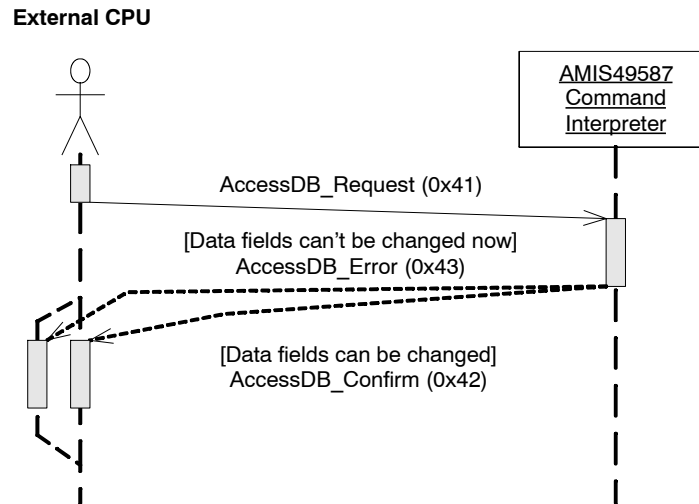 External CPU
AMIS49587
Command
Interpreter
AccessDB_Request (0x41)
[Data fields can't be changed now]
AccessDB_Error (0x43)
[Data fields can be changed]
AccessDB_Confirm (0x42)